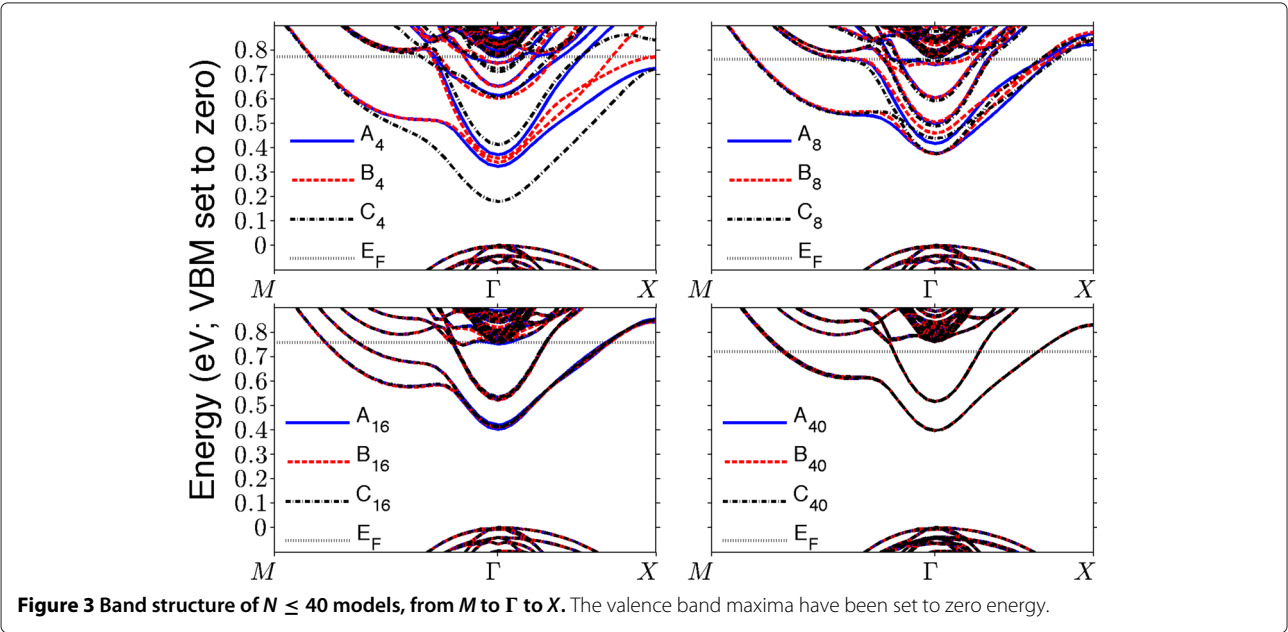 Energy (eV; VBM set to zero)
0.8
0.7
0.6
0.5
0.4
0.3
0.2
0.1
0
A4
B4
C4
EF
M Γ X
A8
B8
C8
EF
M Γ X
0.8
0.7
0.6
0.5
0.4
0.3
0.2
0.1
0
A16
B16
C16
EF
M Γ X
A40
B40
C40
EF
M Γ X
Figure 3 Band structure of N ≤ 40 models, from M to Γ to X. The valence band maxima have been set to zero energy.